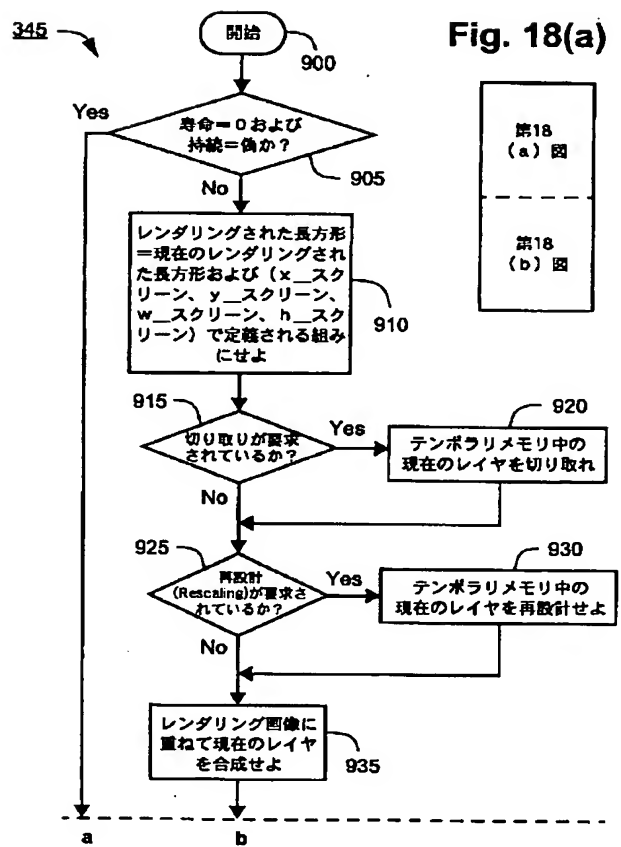 345
開始
900
Fig. 18(a)
Yes
寿命＝0および
持続＝偽か？
905
No
第18
(a)図
第18
(b)図
レンダリングされた長方形
＝現在のレンダリングされ
た長方形および(x__スク
リーン、y__スクリーン、
w__スクリーン、h__スク
リーン)で定義される組み
にせよ
910
915
切り取りが要求
されているか？
Yes
920
テンポラリメモリ中の
現在のレイヤを切り取れ
No
925
再設計
(Rescaling)が要求さ
れているか？
Yes
930
テンポラリメモリ中の
現在のレイヤを再設計せよ
No
レンダリング画像に
重ねて現在のレイヤ
を合成せよ
935
a
b